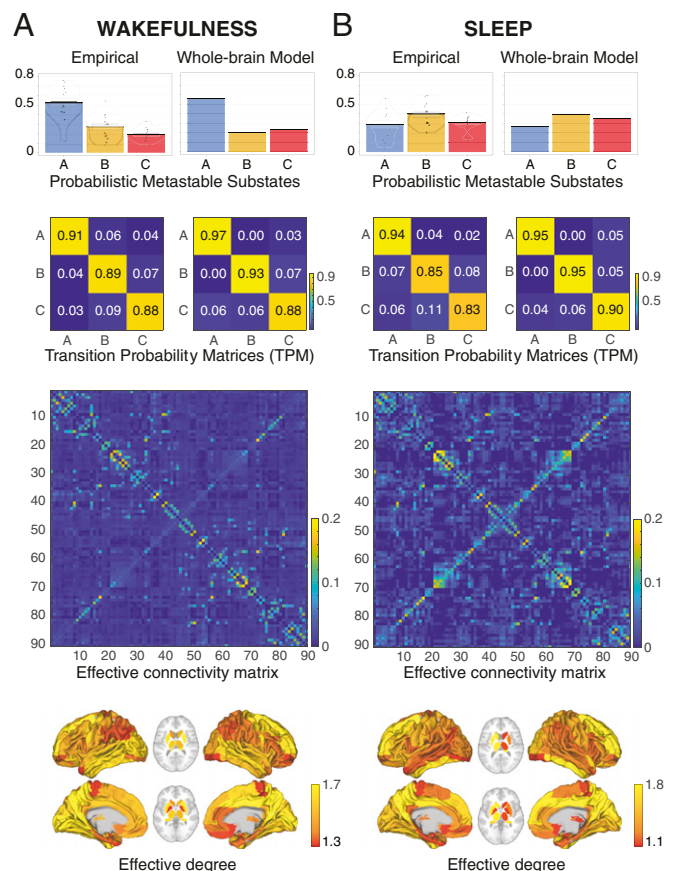 A WAKEFULNESS B SLEEP
Empirical Whole-brain Model Empirical Whole-brain Model
0.8 0.8
0.5 0.5
0 0
A B C A B C A B C A B C
Probabilistic Metastable Substates Probabilistic Metastable Substates
A 0.91 0.06 0.04 A 0.97 0.00 0.03 A 0.94 0.04 0.02 A 0.95 0.00 0.05
B 0.04 0.89 0.07 B 0.00 0.93 0.07 0.9 B 0.07 0.85 0.08 B 0.00 0.95 0.05 0.9
0.5 0.5
C 0.03 0.09 0.88 C 0.06 0.06 0.88 C 0.06 0.11 0.83 C 0.04 0.06 0.90
A B C A B C A B C A B C
Transition Probability Matrices (TPM) Transition Probability Matrices (TPM)
10 10
20 20
30 30
40 40
50 50
0.2 0.2
60 60
70 0.1 70 0.1
80 80
90 0 90 0
10 20 30 40 50 60 70 80 90 10 20 30 40 50 60 70 80 90
Effective connectivity matrix Effective connectivity matrix
1.7 1.8
1.3 1.1
Effective degree Effective degree